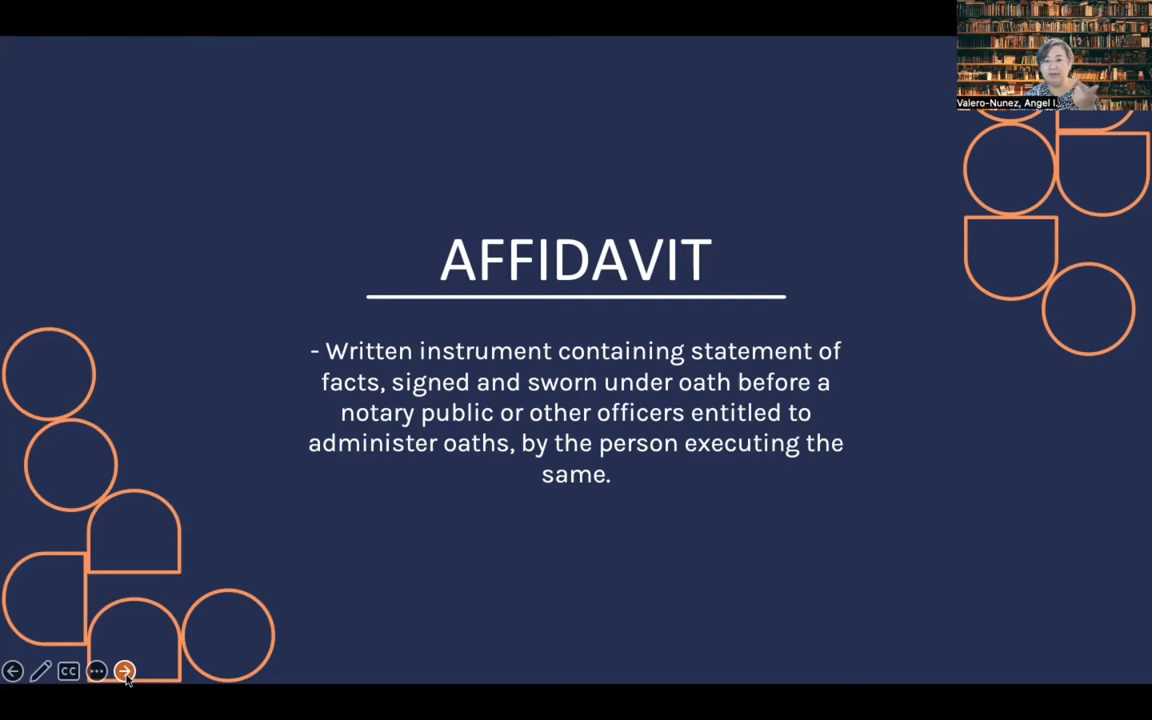 Valero-Nunez, Angel I.
AFFIDAVIT
- Written instrument containing statement of
facts, signed and sworn under oath before a
notary public or other officers entitled to
administer oaths, by the person executing the
same.
CC